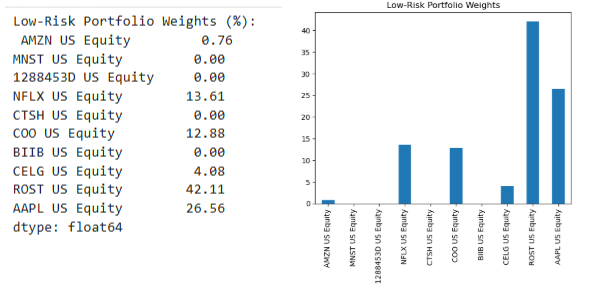 Low-Risk Portfolio Weights (%):
AMZN US Equity 0.76
MNST US Equity 0.00
1288453D US Equity 0.00
NFLX US Equity 13.61
CTSH US Equity 0.00
COO US Equity 12.88
BIIB US Equity 0.00
CELG US Equity 4.08
ROST US Equity 42.11
AAPL US Equity 26.56
dtype: float64
Low-Risk Portfolio Weights
40
35
30
25
20
15
10
5
0
AMZN US Equity
MNST US Equity
1288453D US Equity
NFLX US Equity
CTSH US Equity
COO US Equity
BIIB US Equity
CELG US Equity
ROST US Equity
AAPL US Equity